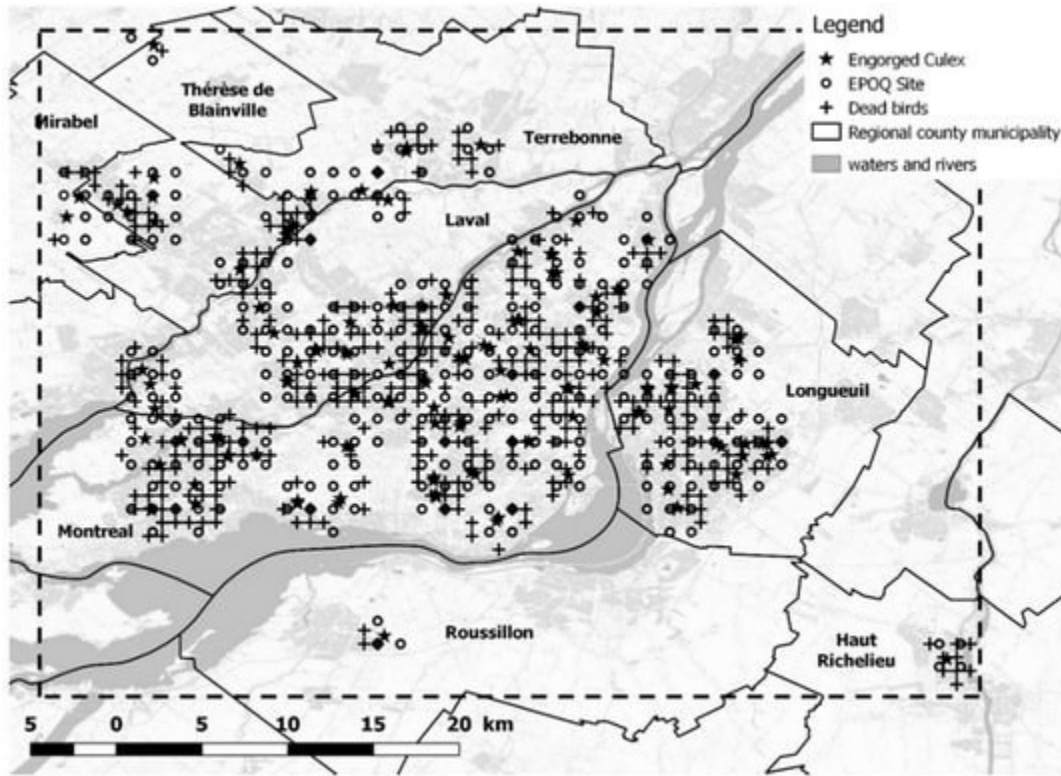 Legend
Engorged Culex
EPOQ Site
Dead birds
Regional county municipality
waters and rivers
Thérèse de
Blainville
Mirabel
Terrebonne
Laval
Longueuil
Montreal
Roussillon
Haut
Richelieu
5 0 5 10 15 20 km